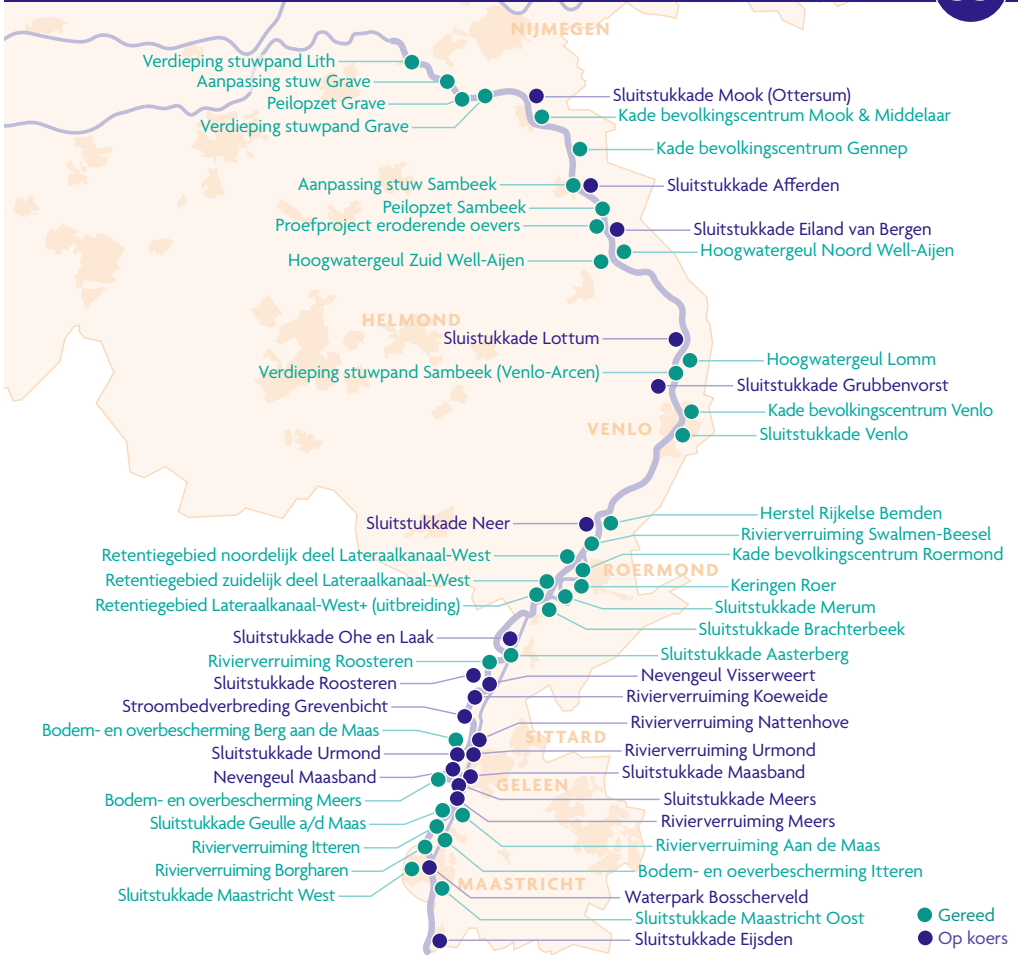 NIJMEGEN
Verdieping stuwpand Lith
Aanpassing stuw Grave
Peilopzet Grave
Verdieping stuwpand Grave
Sluitstukkade Mook (Ottersum)
Kade bevolkingscentrum Mook & Middelaar
Kade bevolkingscentrum Gennep
Aanpassing stuw Sambeek
Sluitstukkade Afferden
Peilopzet Sambeek
Proefproject eroderende oevers
Sluitstukkade Eiland van Bergen
Hoogwatergeul Noord Well-Aijen
Hoogwatergeul Zuid Well-Aijen
HELMOND
Sluistukkade Lottum
Hoogwatergeul Lomm
Verdieping stuwpand Sambeek (Venlo-Arcen)
Sluitstukkade Grubbenvorst
Kade bevolkingscentrum Venlo
VENLO
Sluitstukkade Venlo
Sluitstukkade Neer
Herstel Rijkelse Bemden
Rivierverruiming Swalmen-Beesel
Retentiegebied noordelijk deel Lateraalkanaal-West
Kade bevolkingscentrum Roermond
ROERMOND
Retentiegebied zuidelijk deel Lateraalkanaal-West
Keringen Roer
Retentiegebied Lateraalkanaal-West+ (uitbreiding)
Sluitstukkade Merum
Sluitstukkade Brachterbeek
Sluitstukkade Ohe en Laak
Sluitstukkade Aasterberg
Rivierverruiming Roosteren
Nevengeul Visserweert
Sluitstukkade Roosteren
Rivierverruiming Koeweide
Stroombedverbreding Grevenbicht
Rivierverruiming Nattenhove
Bodem- en overbescherming Berg aan de Maas
SITTARD
Sluitstukkade Urmond
Rivierverruiming Urmond
Nevengeul Maasband
Sluitstukkade Maasband
GELEEN
Bodem- en overbescherming Meers
Sluitstukkade Meers
Sluitstukkade Geulle a/d Maas
Rivierverruiming Meers
Rivierverruiming Itteren
Rivierverruiming Aan de Maas
Rivierverruiming Borgharen
Bodem- en oeverbescherming Itteren
MAASTRICHT
Sluitstukkade Maastricht West
Waterpark Bosscherveld
Sluitstukkade Maastricht Oost
Sluitstukkade Eijsden
Gereed
Op koers